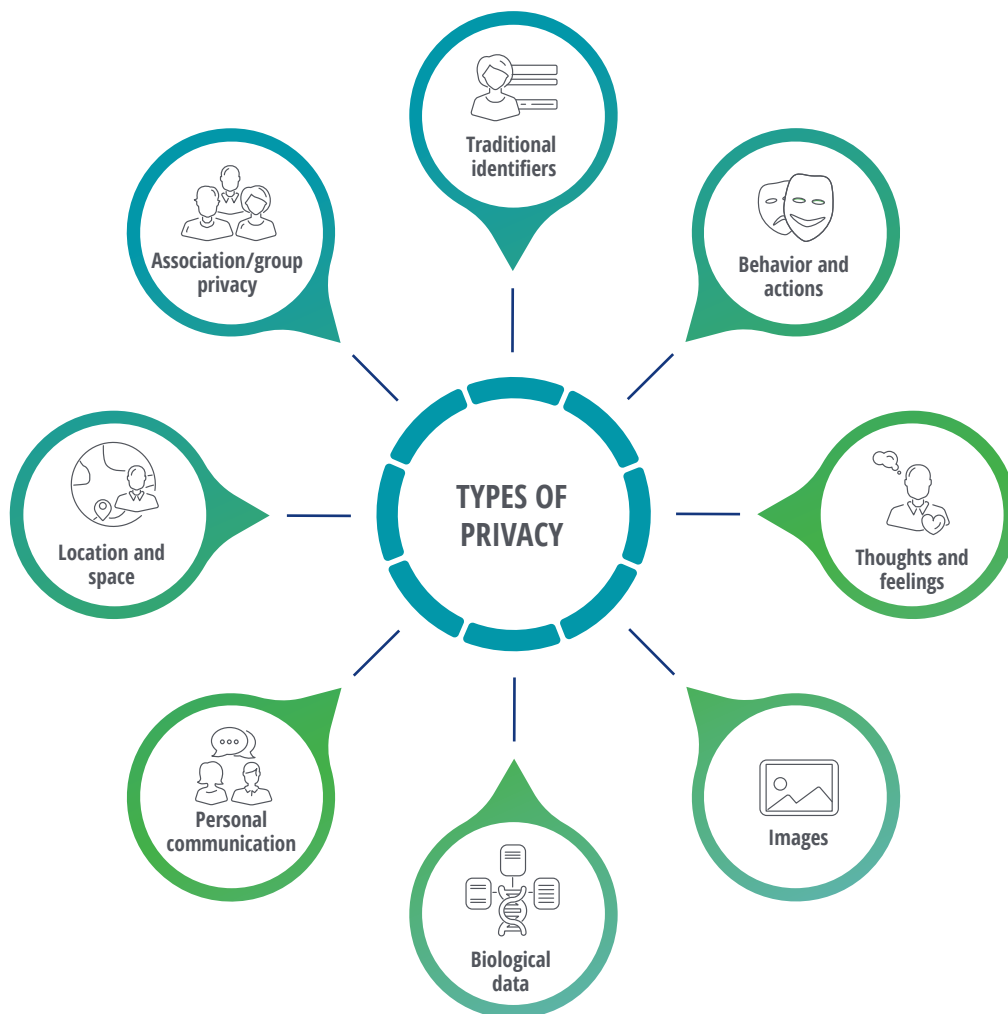 TYPES OF
PRIVACY
Traditional
identifiers
Behavior and
actions
Thoughts and
feelings
Images
Biological
data
Personal
communication
Location and
space
Association/group
privacy